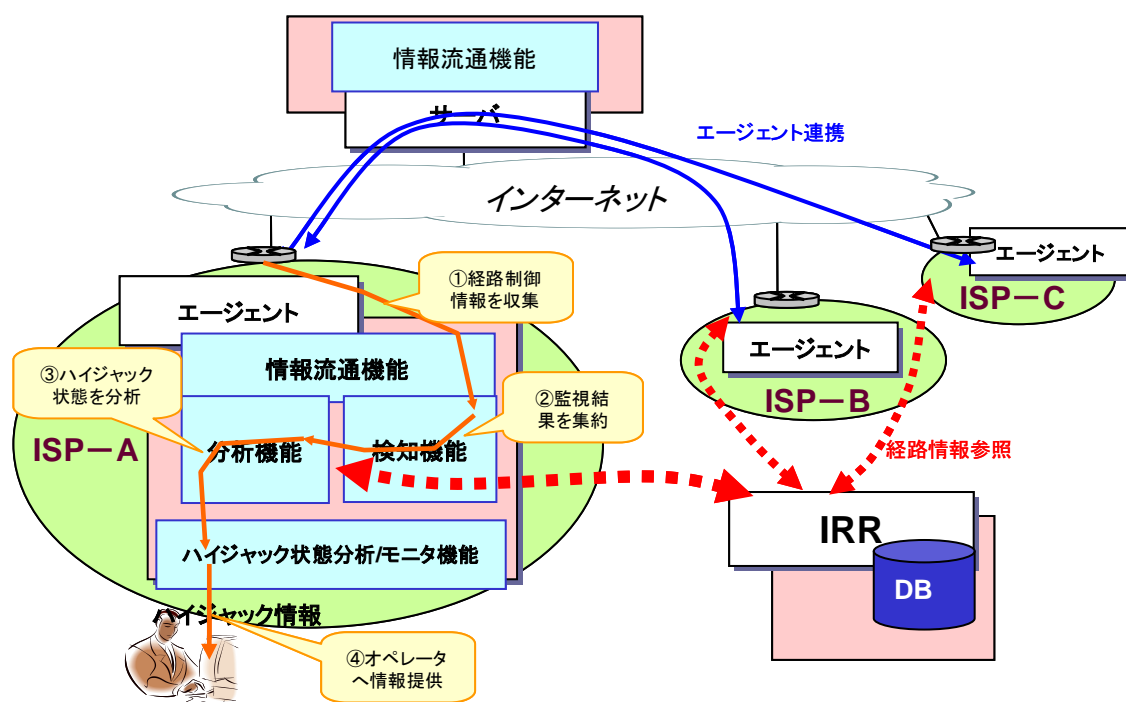 情報流通機能
サーバ
エージェント連携
インターネット
エージェント
ISP－C
①経路制御
情報を収集
エージェント
エージェント
ISP－B
情報流通機能
③ハイジャック
状態を分析
②監視結
果を集約
ISP－A
分析機能
検知機能
経路情報参照
IRR
DB
ハイジャック状態分析/モニタ機能
ハイジャック情報
④オペレータ
へ情報提供